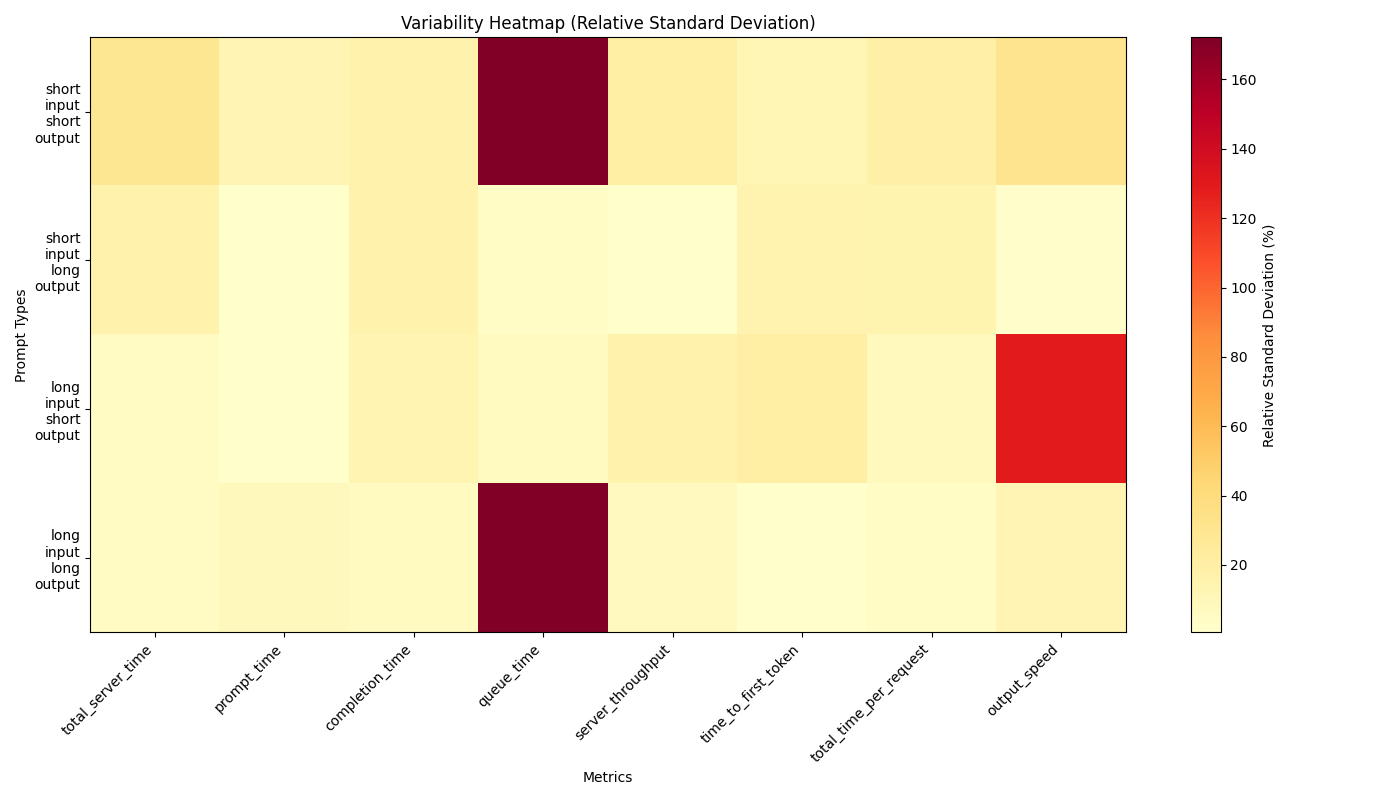 Variability Heatmap (Relative Standard Deviation)
short
input
short
output
short
input
long
output
long
input
short
output
long
input
long
output
Prompt Types
total_server_time
prompt_time
completion_time
queue_time
server_throughput
time_to_first_token
total_time_per_request
output_speed
Metrics
160
140
120
100
80
60
40
20
Relative Standard Deviation (%)